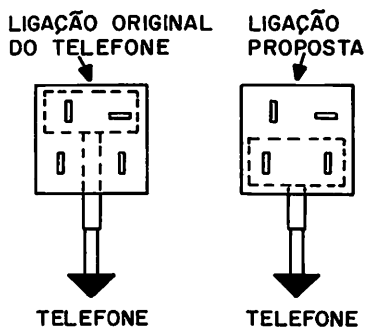 LIGAÇÃO ORIGINAL
DO TELEFONE
LIGAÇÃO
PROPOSTA
TELEFONE
TELEFONE